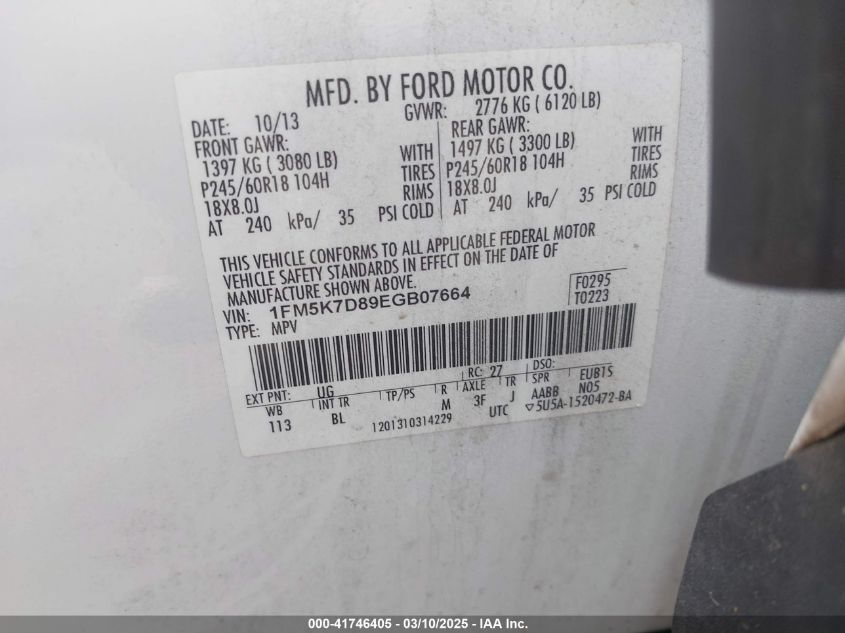 MFD. BY FORD MOTOR CO.
DATE: 10/13 GVWR: 2776 KG ( 6120 LB)
FRONT GAWR: REAR GAWR:
1397 KG ( 3080 LB) WITH 1497 KG ( 3300 LB) WITH
P245/60R18 104H TIRES P245/60R18 104H TIRES
18X8.0J RIMS 18X8.0J RIMS
AT 240 kPa/ 35 PSI COLD AT 240 kPa/ 35 PSI COLD
THIS VEHICLE CONFORMS TO ALL APPLICABLE FEDERAL MOTOR
VEHICLE SAFETY STANDARDS IN EFFECT ON THE DATE OF
MANUFACTURE SHOWN ABOVE. F0295
VIN: 1FM5K7D89EGB07664 T0223
TYPE: MPV
EXT PNT: UG RC: 27 DSO:
WB INT TR TP/PS R AXLE TR SPR EUB1S
113 BL M 3F J AABB N05
1201310314229 UTC ▽5U5A-1520472-BA
000-41746405 - 03/10/2025 - IAA, Inc.